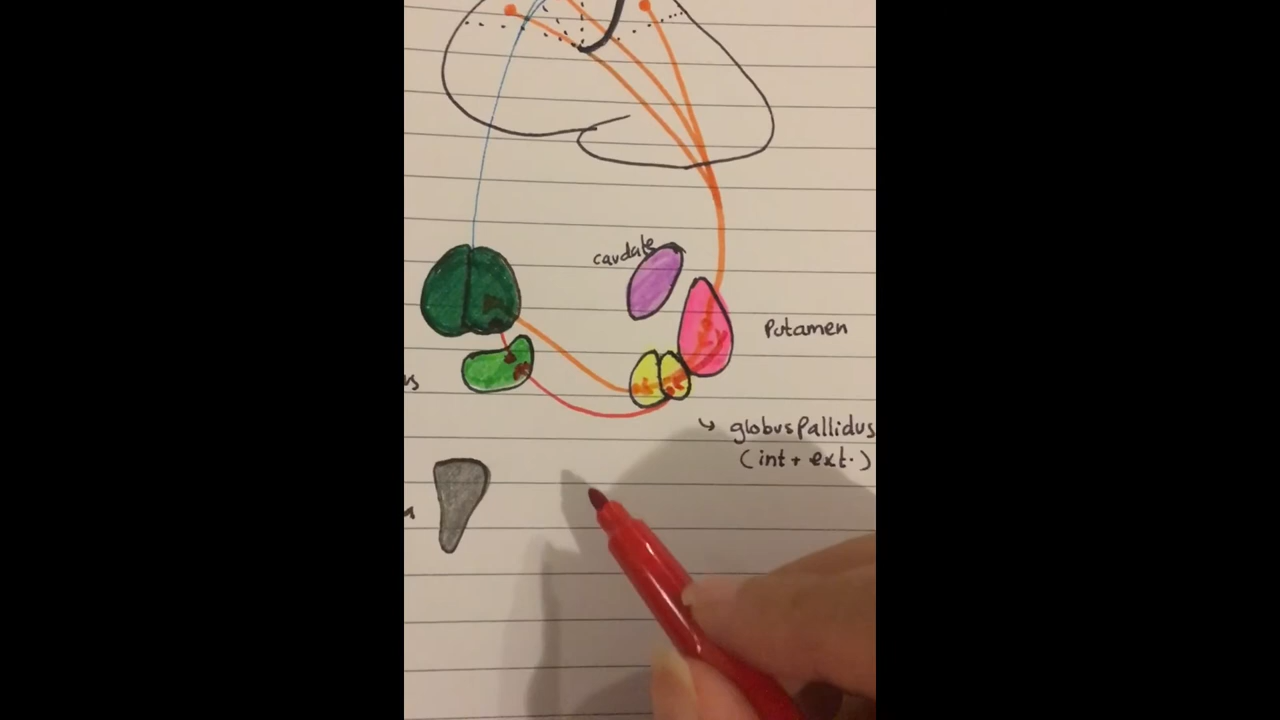 caudate
Putamen
globus Pallidus
(int + ext.)